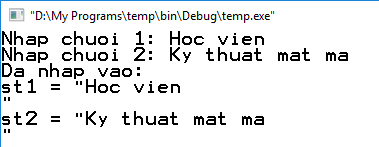 "D:\My Programs\temp\bin\Debug\temp.exe"
Nhap chuoi 1: Hoc vien
Nhap chuoi 2: Ky thuat mat ma
Da nhap vao:
st1 = "Hoc vien
"
st2 = "Ky thuat mat ma
"